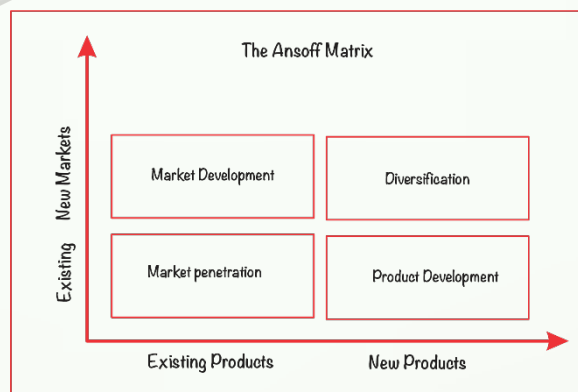 The Ansoff Matrix
New Markets
Market Development
Diversification
Existing
Market penetration
Product Development
Existing Products
New Products